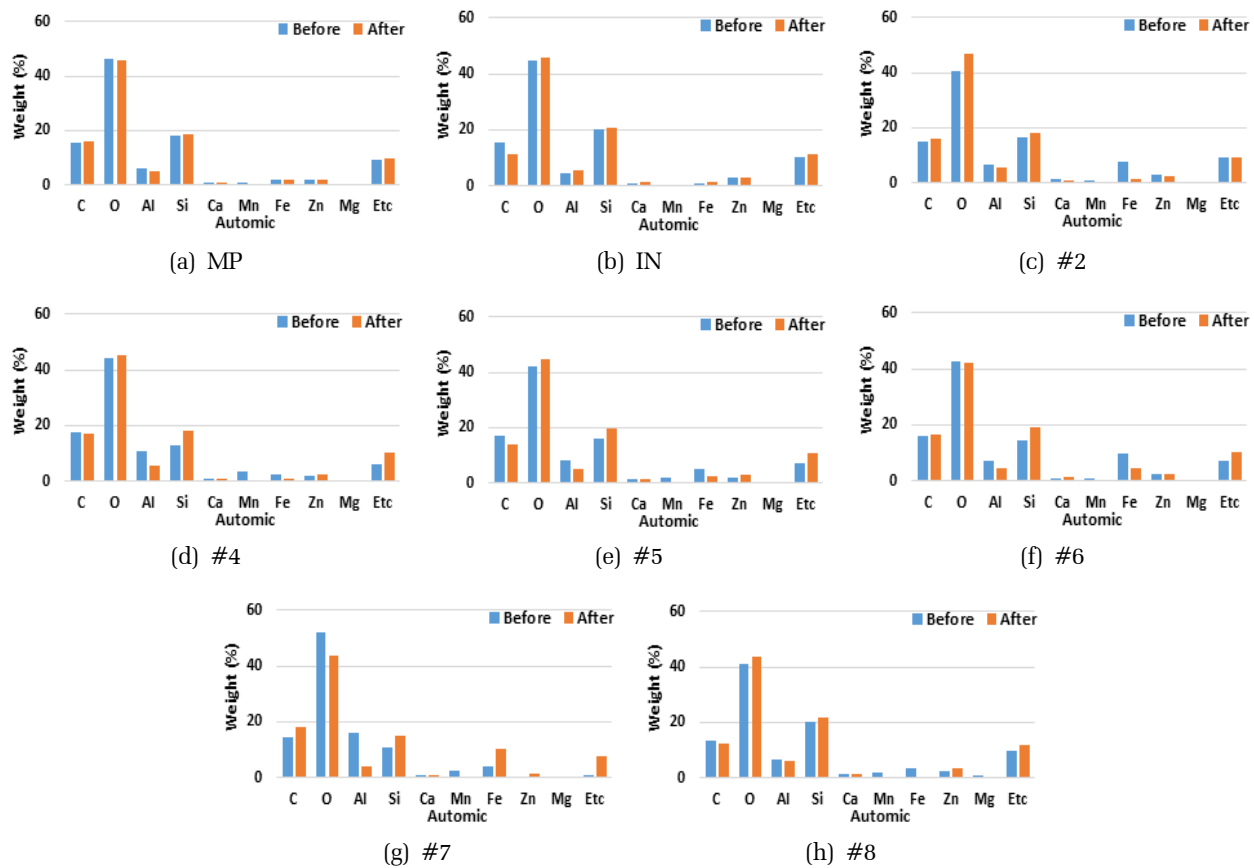 60
Before After
Weight (%)
40
20
0
C O Al Si Ca Mn Fe Zn Mg Etc
Automic
(a) MP
60
Before After
Weight (%)
40
20
0
C O Al Si Ca Mn Fe Zn Mg Etc
Automic
(b) IN
60
Before After
Weight (%)
40
20
0
C O Al Si Ca Mn Fe Zn Mg Etc
Automic
(c) #2
60
Before After
Weight (%)
40
20
0
C O Al Si Ca Mn Fe Zn Mg Etc
Automic
(d) #4
60
Before After
Weight (%)
40
20
0
C O Al Si Ca Mn Fe Zn Mg Etc
Automic
(e) #5
60
Before After
Weight (%)
40
20
0
C O Al Si Ca Mn Fe Zn Mg Etc
Automic
(f) #6
60
Before After
Weight (%)
40
20
0
C O Al Si Ca Mn Fe Zn Mg Etc
Automic
(g) #7
60
Before After
Weight (%)
40
20
0
C O Al Si Ca Mn Fe Zn Mg Etc
Automic
(h) #8